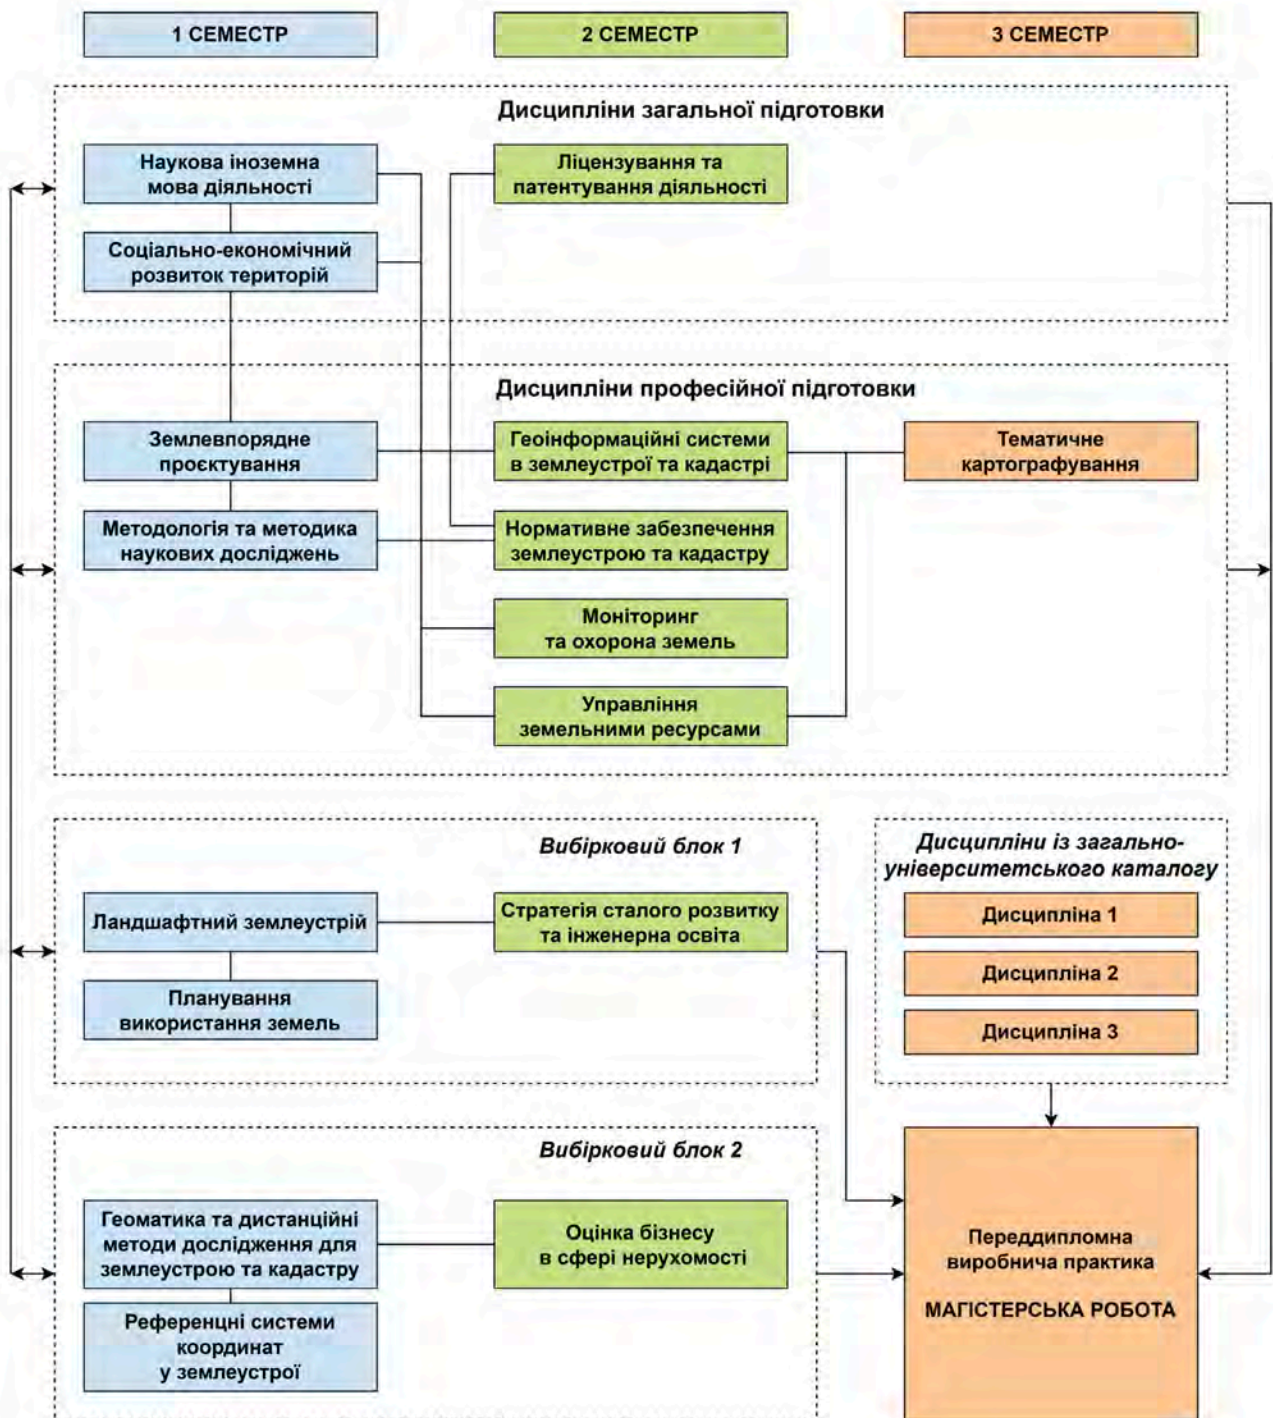 1 СЕМЕСТР
2 СЕМЕСТР
3 СЕМЕСТР
Дисципліни загальної підготовки
Наукова іноземна
мова діяльності
Ліцензування та
патентування діяльності
Соціально-економічний
розвиток територій
Дисципліни професійної підготовки
Землевпорядне
проєктування
Геоінформаційні системи
в землеустрої та кадастрі
Тематичне
картографування
Методологія та методика
наукових досліджень
Нормативне забезпечення
землеустрою та кадастру
Моніторинг
та охорона земель
Управління
земельними ресурсами
Вибірковий блок 1
Ландшафтний землеустрій
Стратегія сталого розвитку
та інженерна освіта
Планування
використання земель
Дисципліни із загально-
університетського каталогу
Дисципліна 1
Дисципліна 2
Дисципліна 3
Вибірковий блок 2
Геоматика та дистанційні
методи дослідження для
землеустрою та кадастру
Оцінка бізнесу
в сфері нерухомості
Референцні системи
координат
у землеустрої
Переддипломна
виробнича практика
МАГІСТЕРСЬКА РОБОТА